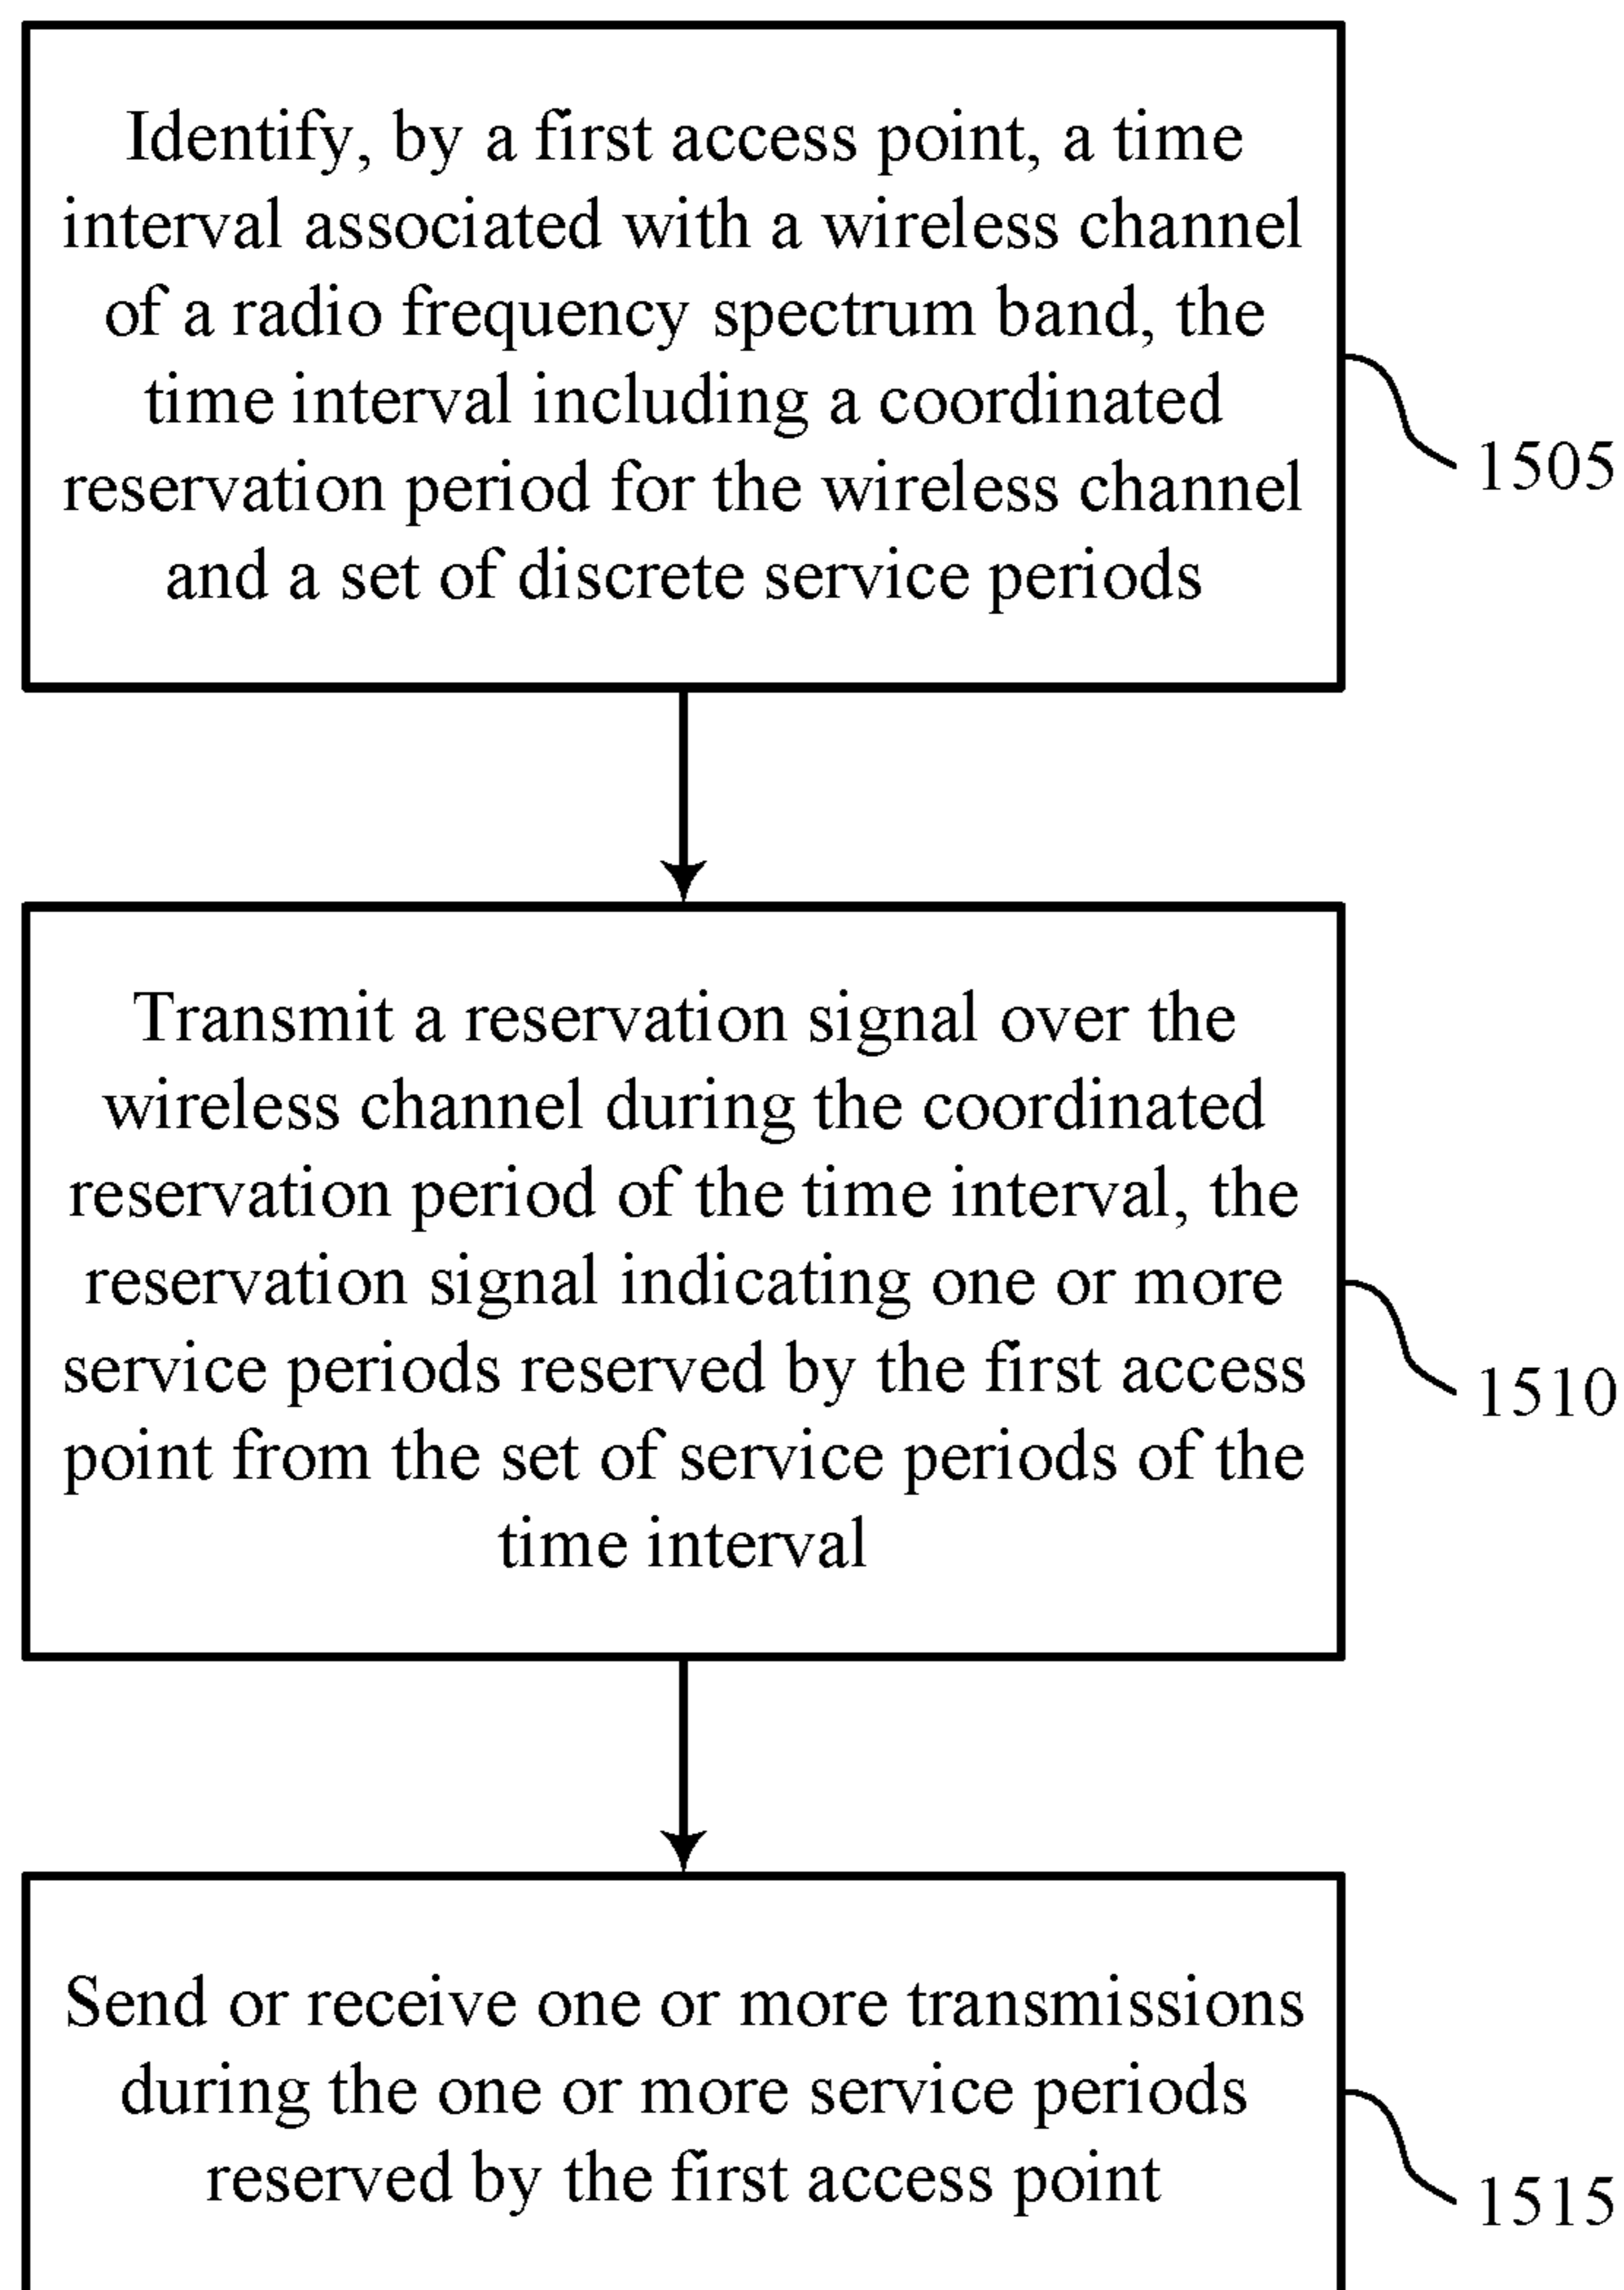 Identify, by a first access point, a time
interval associated with a wireless channel
of a radio frequency spectrum band, the
time interval including a coordinated
reservation period for the wireless channel
and a set of discrete service periods
1505
Transmit a reservation signal over the
wireless channel during the coordinated
reservation period of the time interval, the
reservation signal indicating one or more
service periods reserved by the first access
point from the set of service periods of the
time interval
1510
Send or receive one or more transmissions
during the one or more service periods
reserved by the first access point
1515